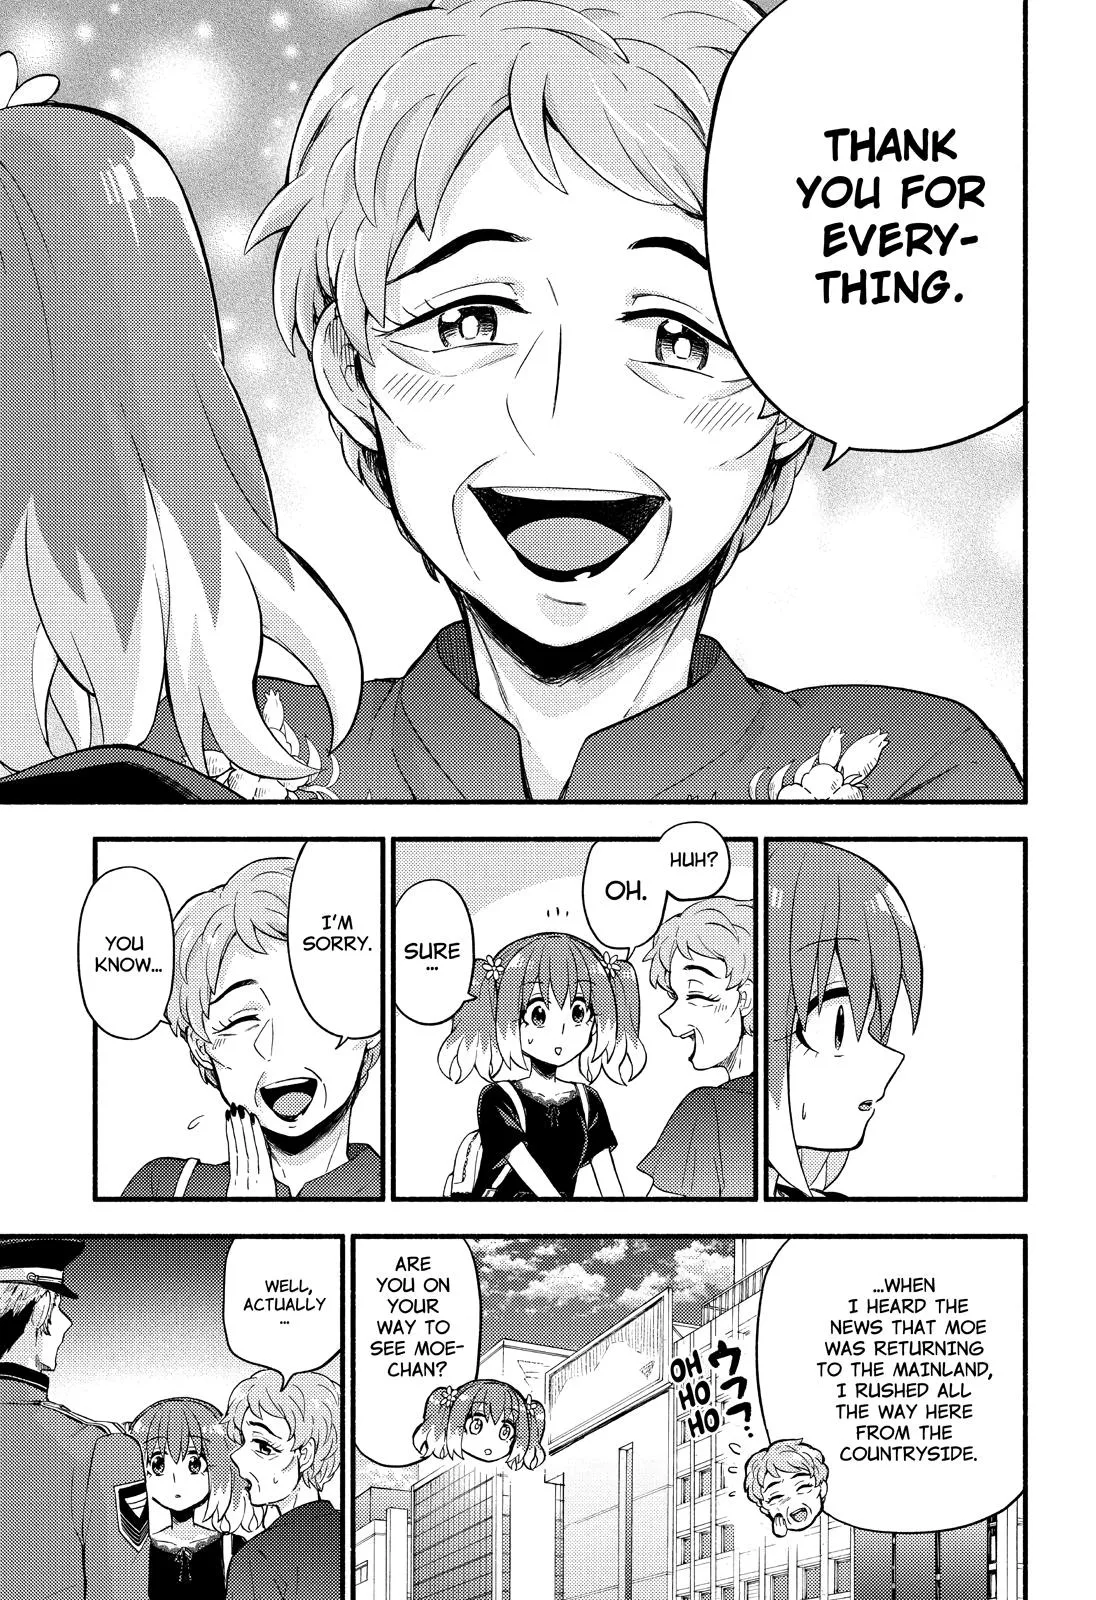 THANK
YOU FOR
EVERY-
THING.
HUH?
OH.
SURE
...
I'M
SORRY.
YOU
KNOW...
...WHEN
I HEARD THE
NEWS THAT MOE
WAS RETURNING
TO THE MAINLAND,
I RUSHED ALL
THE WAY HERE
FROM THE
COUNTRYSIDE.
ウフフ?
OH
HO
HO
ARE
YOU ON
YOUR
WAY TO
SEE MOE-
CHAN?
WELL,
ACTUALLY
...